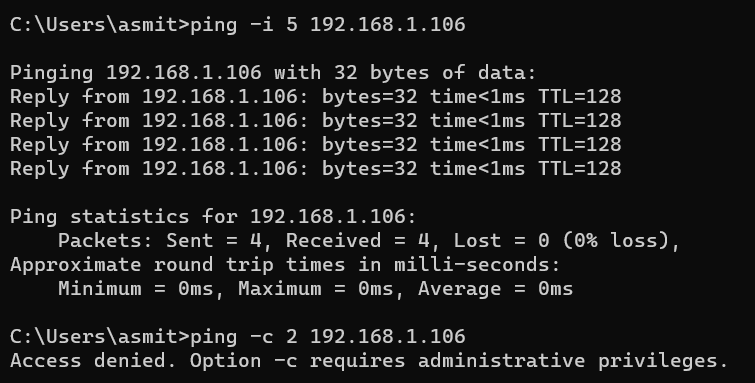 C:\Users\asmit>ping -i 5 192.168.1.106
Pinging 192.168.1.106 with 32 bytes of data:
Reply from 192.168.1.106: bytes=32 time<1ms TTL=128
Reply from 192.168.1.106: bytes=32 time<1ms TTL=128
Reply from 192.168.1.106: bytes=32 time<1ms TTL=128
Reply from 192.168.1.106: bytes=32 time<1ms TTL=128
Ping statistics for 192.168.1.106:
    Packets: Sent = 4, Received = 4, Lost = 0 (0% loss),
Approximate round trip times in milli-seconds:
    Minimum = 0ms, Maximum = 0ms, Average = 0ms
C:\Users\asmit>ping -c 2 192.168.1.106
Access denied. Option -c requires administrative privileges.